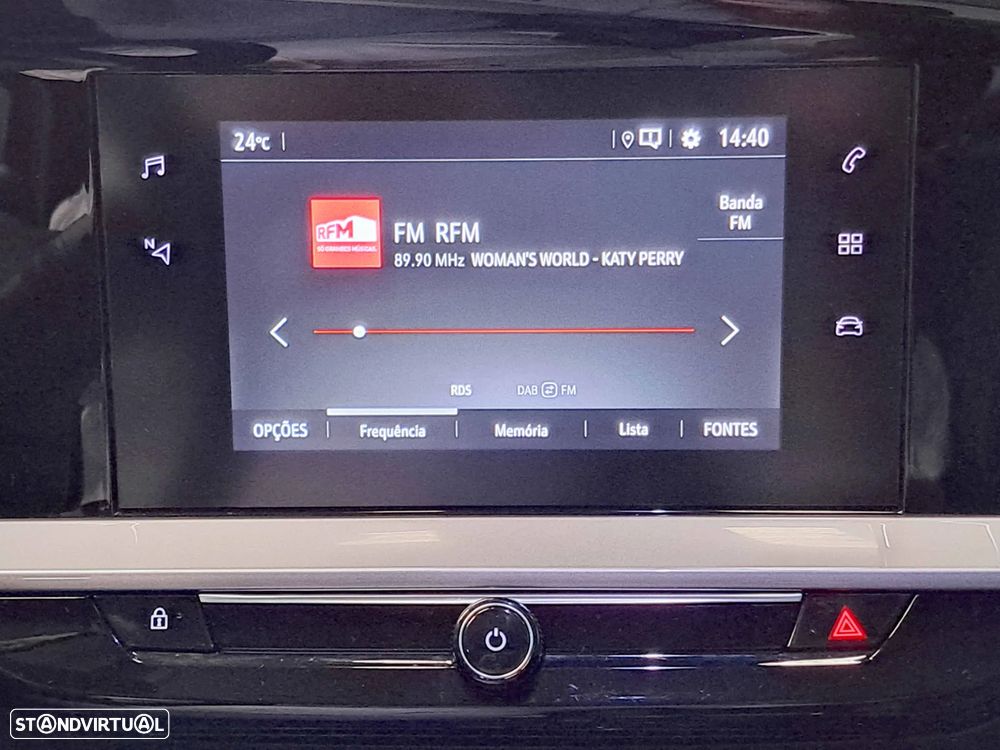 24°C
14:40
N
RFM
SÓ GRANDES MÚSICAS.
FM RFM
89.90 MHz WOMAN'S WORLD - KATY PERRY
Banda
FM
RDS DAB FM
OPÇÕES Frequência Memória Lista FONTES
STANDVIRTUAL